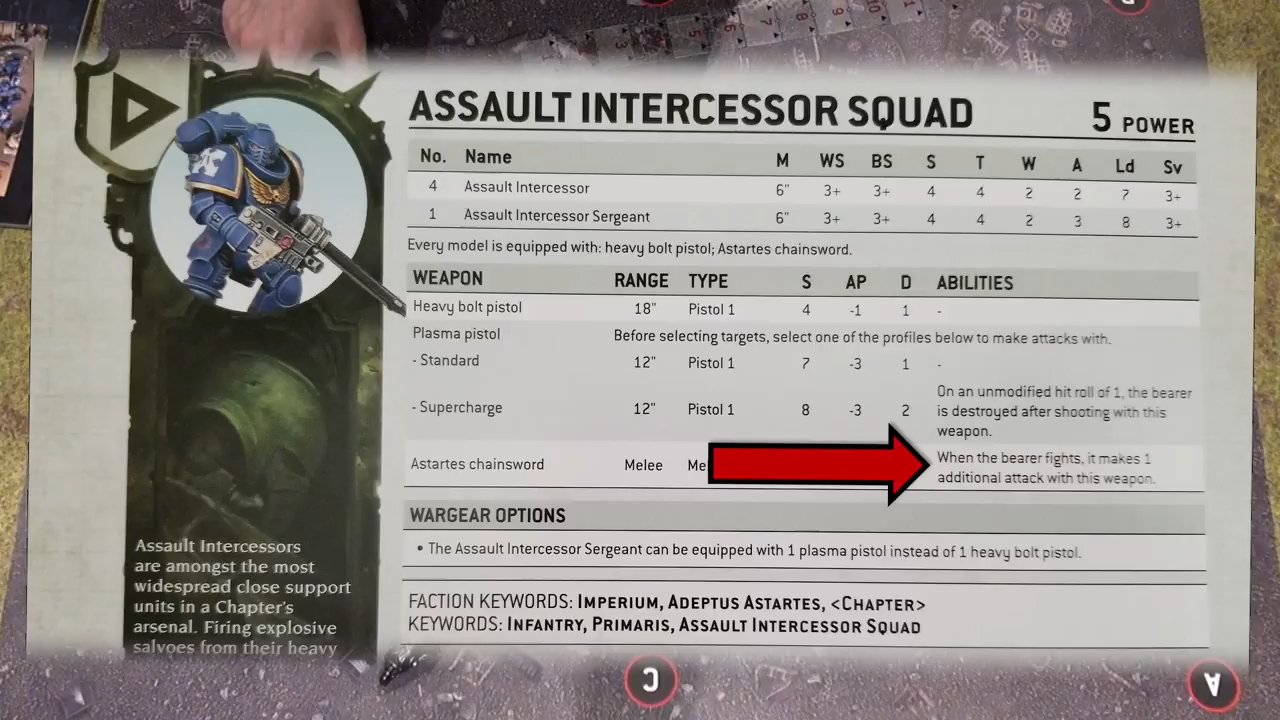 ASSAULT INTERCESSOR SQUAD 5 POWER
No. Name M WS BS S T W A Ld Sv
4 Assault Intercessor 6" 3+ 3+ 4 4 2 2 7 3+
1 Assault Intercessor Sergeant 6" 3+ 3+ 4 4 2 3 8 3+
Every model is equipped with: heavy bolt pistol; Astartes chainsword.
WEAPON RANGE TYPE S AP D ABILITIES
Heavy bolt pistol 18" Pistol 1 4 -1 1 -
Plasma pistol Before selecting targets, select one of the profiles below to make attacks with.
- Standard 12" Pistol 1 7 -3 1 -
- Supercharge 12" Pistol 1 8 -3 2 On an unmodified hit roll of 1, the bearer
is destroyed after shooting with this
weapon.
Astartes chainsword Melee Me When the bearer fights, it makes 1
additional attack with this weapon.
WARGEAR OPTIONS
• The Assault Intercessor Sergeant can be equipped with 1 plasma pistol instead of 1 heavy bolt pistol.
FACTION KEYWORDS: IMPERIUM, ADEPTUS ASTARTES, <CHAPTER>
KEYWORDS: INFANTRY, PRIMARIS, ASSAULT INTERCESSOR SQUAD
Assault Intercessors
are amongst the most
widespread close support
units in a Chapter's
arsenal. Firing explosive
salvoes from their heavy
C
A